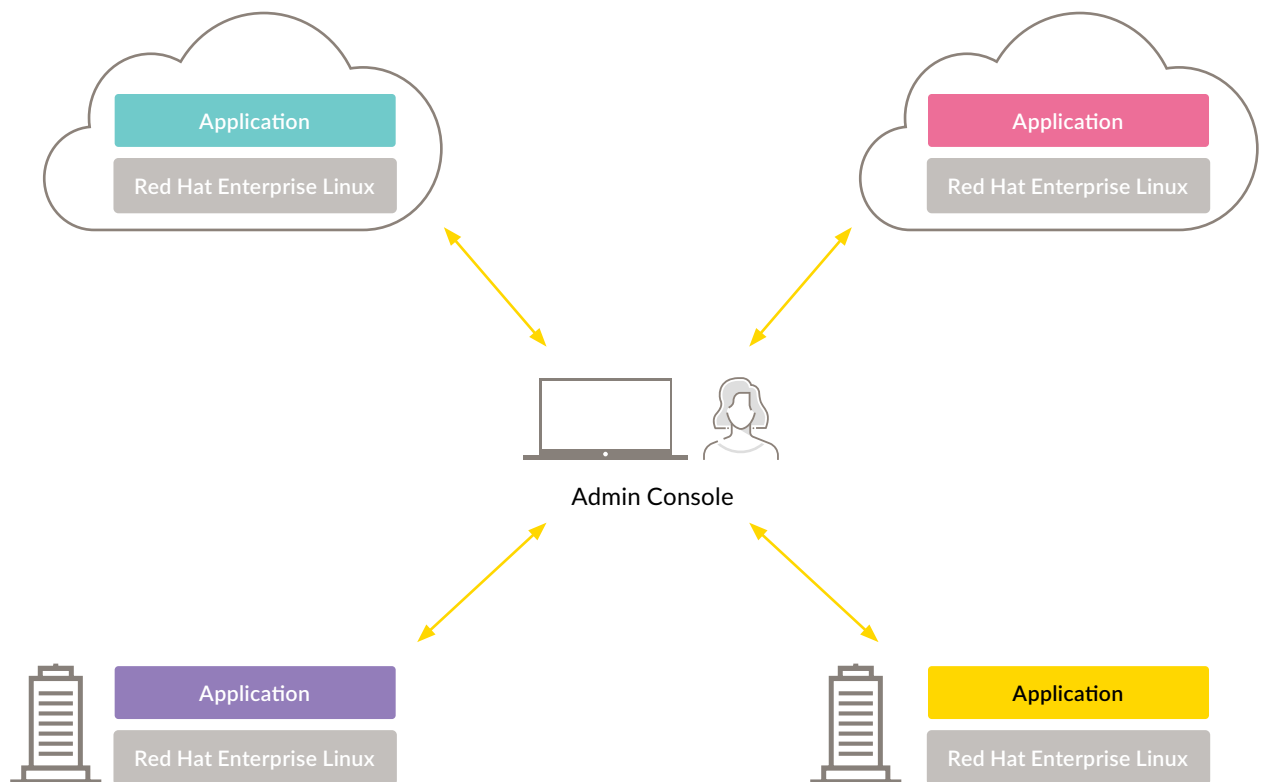 Application
Red Hat Enterprise Linux
Application
Red Hat Enterprise Linux
Admin Console
Application
Red Hat Enterprise Linux
Application
Red Hat Enterprise Linux